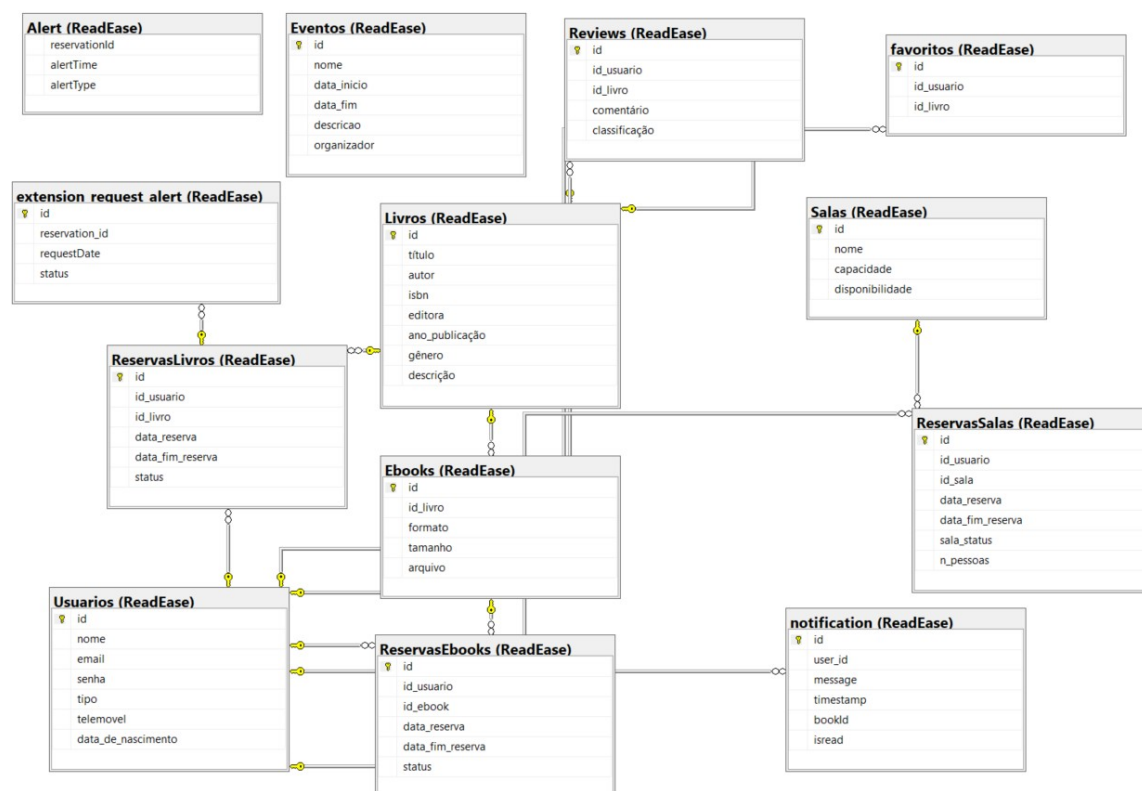 Alert (ReadEase)
reservationId
alertTime
alertType
Eventos (ReadEase)
id
nome
data_inicio
data_fim
descricao
organizador
Reviews (ReadEase)
id
id_usuario
id_livro
comentário
classificação
favoritos (ReadEase)
id
id_usuario
id_livro
extension_request_alert (ReadEase)
id
reservation_id
requestDate
status
Livros (ReadEase)
id
título
autor
isbn
editora
ano_publicação
gênero
descrição
Salas (ReadEase)
id
nome
capacidade
disponibilidade
ReservasLivros (ReadEase)
id
id_usuario
id_livro
data_reserva
data_fim_reserva
status
ReservasSalas (ReadEase)
id
id_usuario
id_sala
data_reserva
data_fim_reserva
sala_status
n_pessoas
Ebooks (ReadEase)
id
id_livro
formato
tamanho
arquivo
Usuarios (ReadEase)
id
nome
email
senha
tipo
telemovel
data_de_nascimento
ReservasEbooks (ReadEase)
id
id_usuario
id_ebook
data_reserva
data_fim_reserva
status
notification (ReadEase)
id
user_id
message
timestamp
bookId
isread